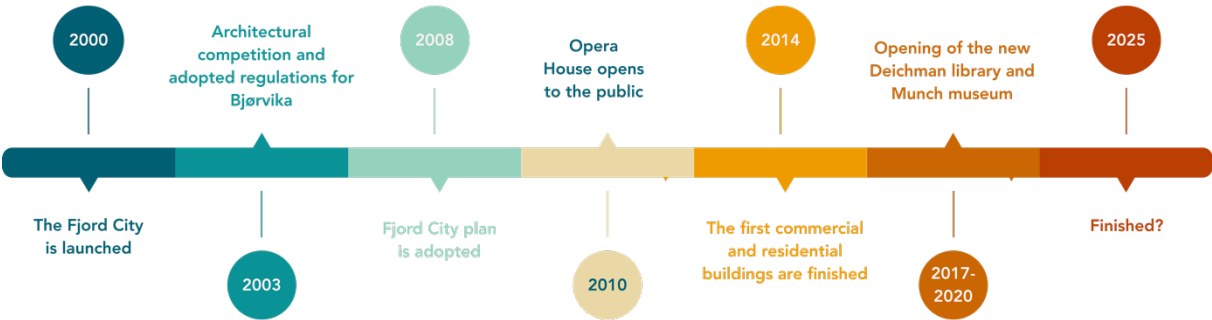 2000
The Fjord City
is launched
Architectural
competition and
adopted regulations for
Bjørvika
2003
2008
Fjord City plan
is adopted
Opera
House opens
to the public
2010
2014
The first commercial
and residential
buildings are finished
Opening of the new
Deichman library and
Munch museum
2017-
2020
2025
Finished?